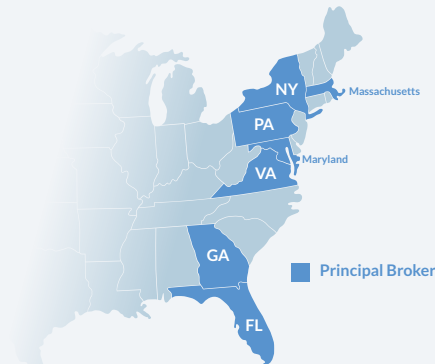 NY
Massachusetts
PA
Maryland
VA
GA
Principal Broker
FL